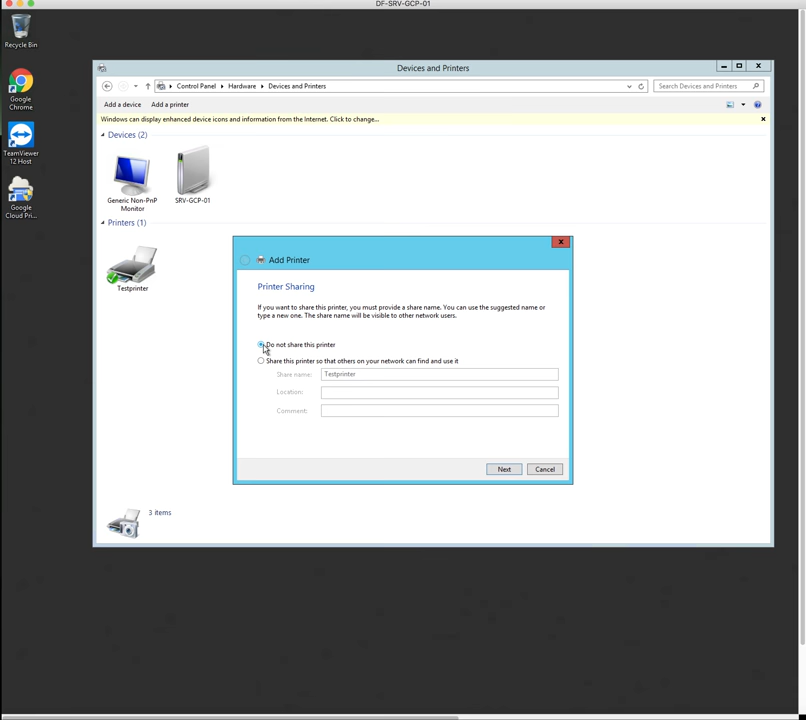 DF-SRV-GCP-01
Recycle Bin
Google
Chrome
TeamViewer
12 Host
Google
Cloud Pri...
Devices and Printers
Control Panel
Hardware
Devices and Printers
Search Devices and Printers
Add a device
Add a printer
Windows can display enhanced device icons and information from the Internet. Click to change...
Devices (2)
Generic Non-PnP
Monitor
SRV-GCP-01
Printers (1)
Testprinter
Add Printer
Printer Sharing
If you want to share this printer, you must provide a share name. You can use the suggested name or
type a new one. The share name will be visible to other network users.
Do not share this printer
Share this printer so that others on your network can find and use it
Share name:
Testprinter
Location:
Comment:
Next
Cancel
3 items